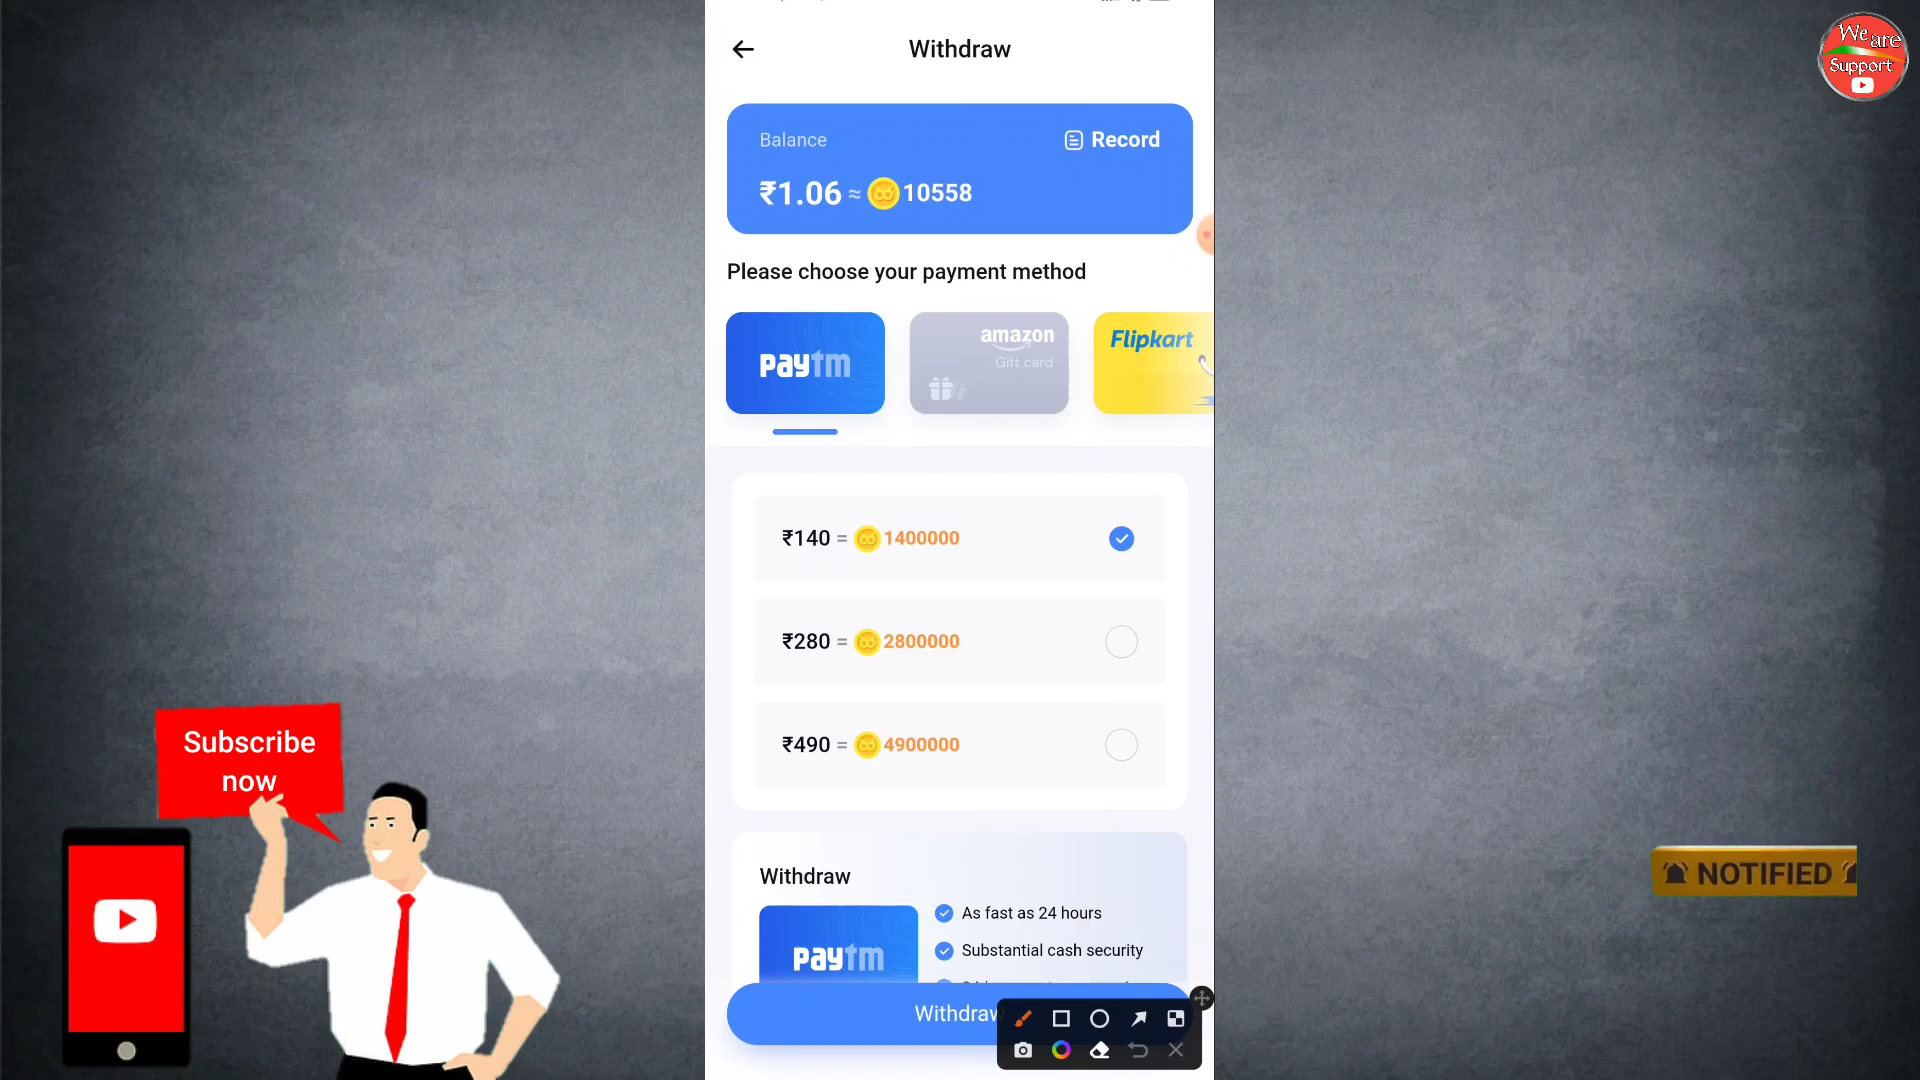 Withdraw
We are
Support
Balance
Record
₹1.06 ≈ 10558
Please choose your payment method
paytm
amazon
Gift card
Flipkart
₹140 = 1400000
₹280 = 2800000
₹490 = 4900000
Subscribe
now
NOTIFIED
Withdraw
As fast as 24 hours
paytm
Substantial cash security
Withdraw